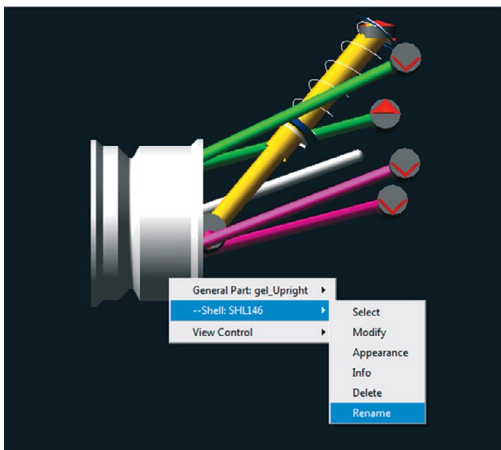 General Part: gel_Upright
--Shell: SHL146
View Control
Select
Modify
Appearance
Info
Delete
Rename